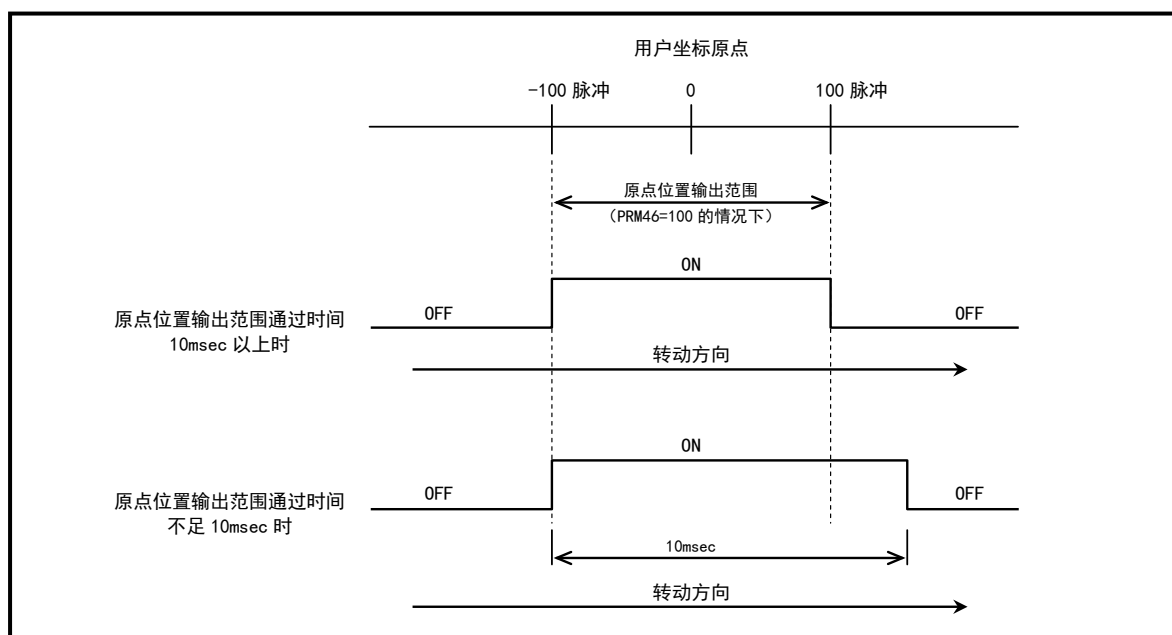 用户坐标原点
-100 脉冲
0
100 脉冲
原点位置输出范围
(PRM46=100 的情况下)
ON
原点位置输出范围通过时间
10msec 以上时
OFF
OFF
转动方向
ON
原点位置输出范围通过时间
不足 10msec 时
OFF
OFF
10msec
转动方向